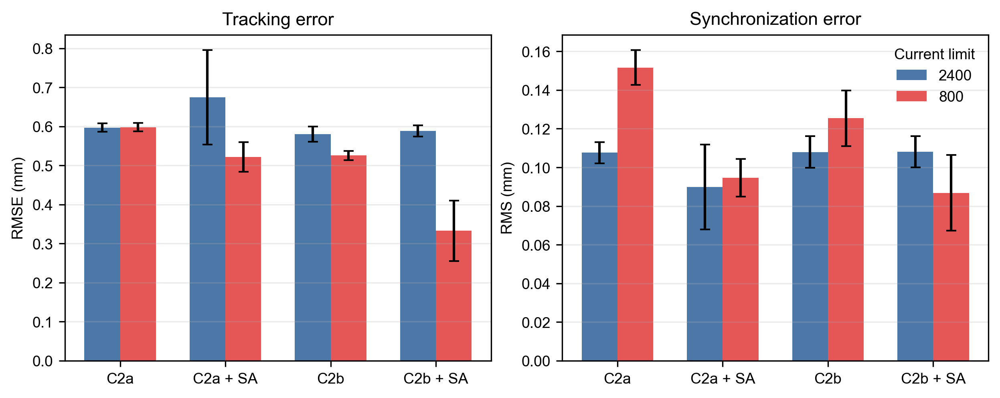 Tracking error
RMSE (mm)
0.8
0.7
0.6
0.5
0.4
0.3
0.2
0.1
0.0
C2a
C2a + SA
C2b
C2b + SA
Synchronization error
RMS (mm)
0.16
0.14
0.12
0.10
0.08
0.06
0.04
0.02
0.00
C2a
C2a + SA
C2b
C2b + SA
Current limit
2400
800